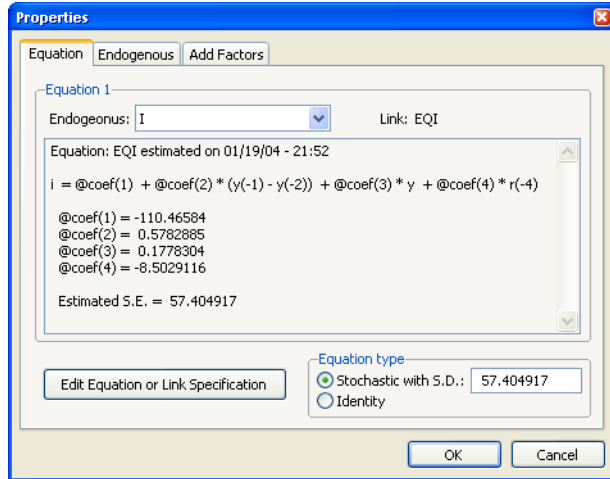 Properties
Equation Endogenous Add Factors
Equation 1
Endogeonus: I Link: EQI
Equation: EQI estimated on 01/19/04 - 21:52
i = @coef(1) + @coef(2) * (y(-1) - y(-2)) + @coef(3) * y + @coef(4) * r(-4)
@coef(1) = -110.46584
@coef(2) = 0.5782885
@coef(3) = 0.1778304
@coef(4) = -8.5029116
Estimated S.E. = 57.404917
Edit Equation or Link Specification
Equation type
Stochastic with S.D.: 57.404917
Identity
OK Cancel